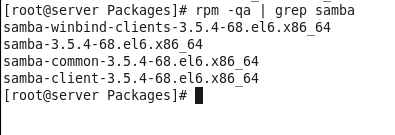 [root@server Packages]# rpm -qa | grep samba
samba-winbind-clients-3.5.4-68.el6.x86_64
samba-3.5.4-68.el6.x86_64
samba-common-3.5.4-68.el6.x86_64
samba-client-3.5.4-68.el6.x86_64
[root@server Packages]#